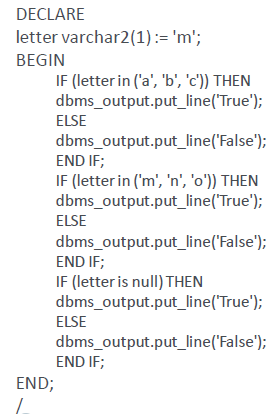 DECLARE
letter varchar2(1) := 'm';
BEGIN
IF (letter in ('a', 'b', 'c')) THEN
dbms_output.put_line('True');
ELSE
dbms_output.put_line('False');
END IF;
IF (letter in ('m', 'n', 'o')) THEN
dbms_output.put_line('True');
ELSE
dbms_output.put_line('False');
END IF;
IF (letter is null) THEN
dbms_output.put_line('True');
ELSE
dbms_output.put_line('False');
END IF;
END;
/_